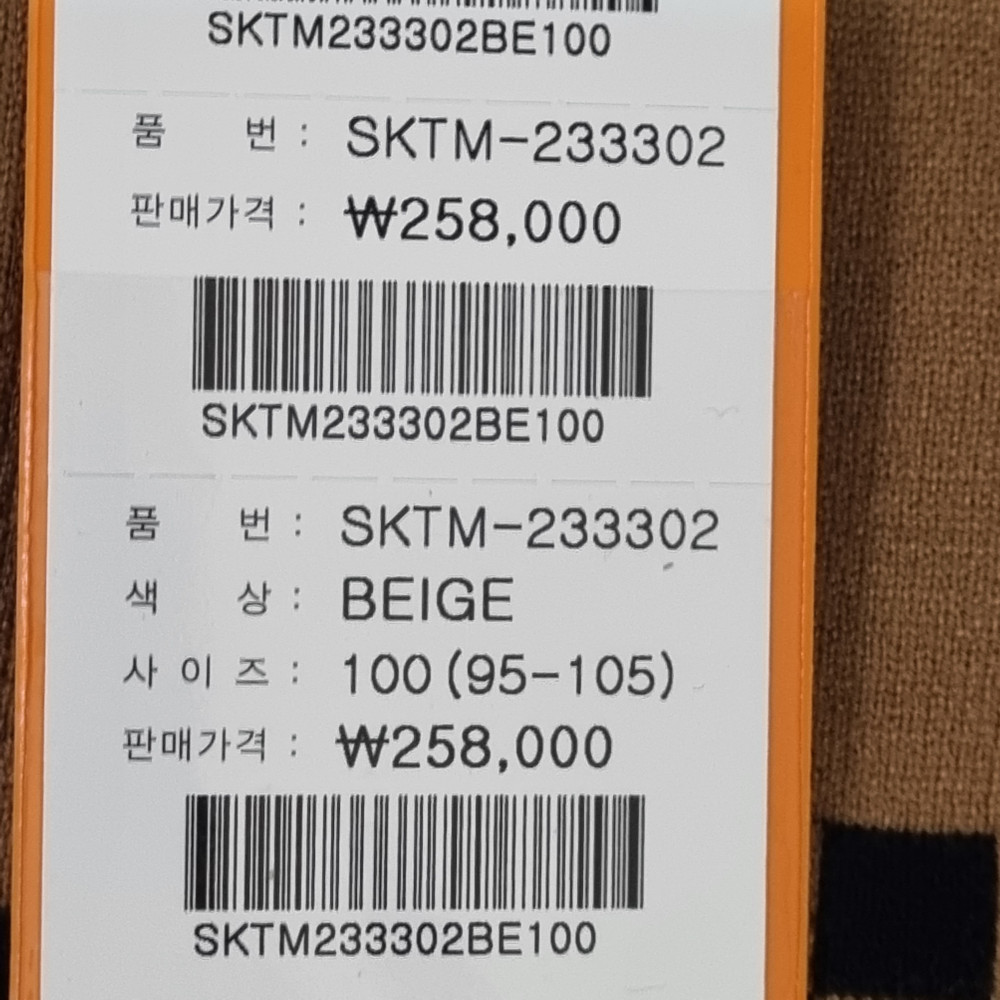 SKTM233302BE100
품 번 : SKTM-233302
판매가격 : ₩258,000
SKTM233302BE100
품 번 : SKTM-233302
색 상 : BEIGE
사 이 즈 : 100 (95-105)
판매가격 : ₩258,000
SKTM233302BE100